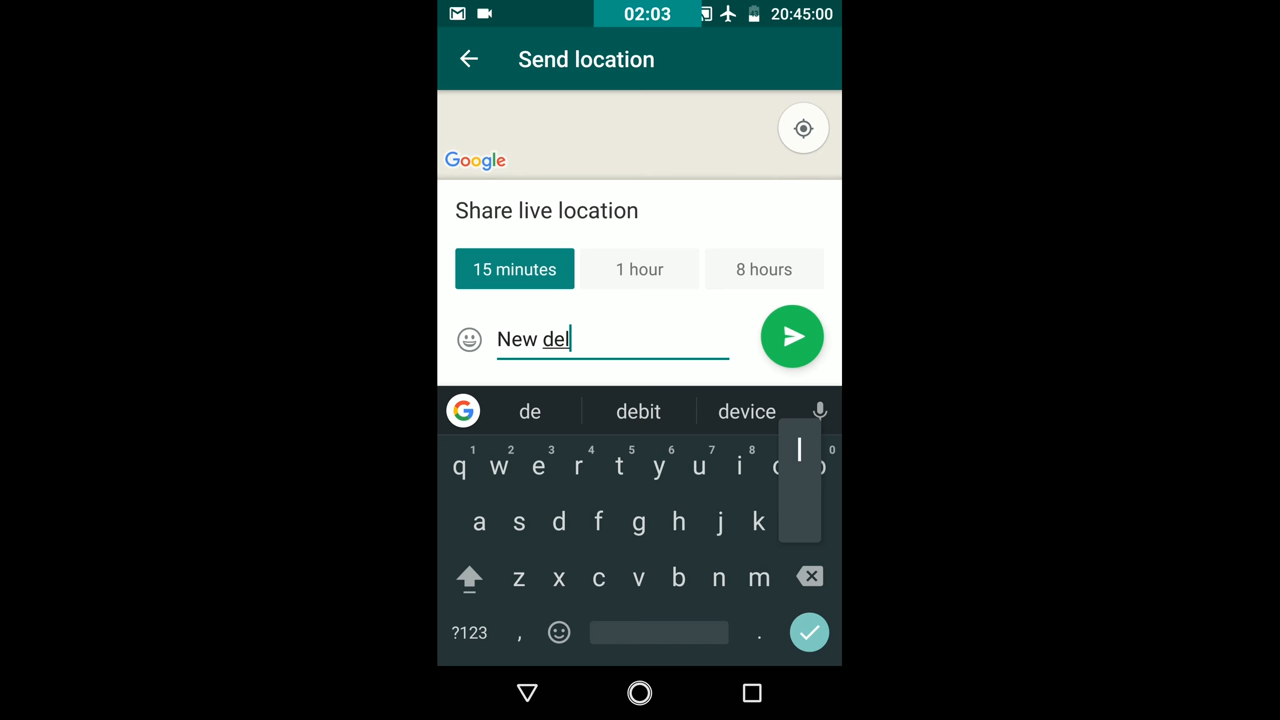 02:03 20:45:00
Send location
Google
Share live location
15 minutes 1 hour 8 hours
New del
de debit device
1 2 3 4 5 6 7 8 0
q w e r t y u i
l
a s d f g h j k
z x c v b n m
?123 , .